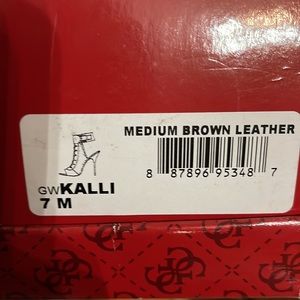 MEDIUM BROWN LEATHER
8 87896 95348 7
GWKALLI
7 M